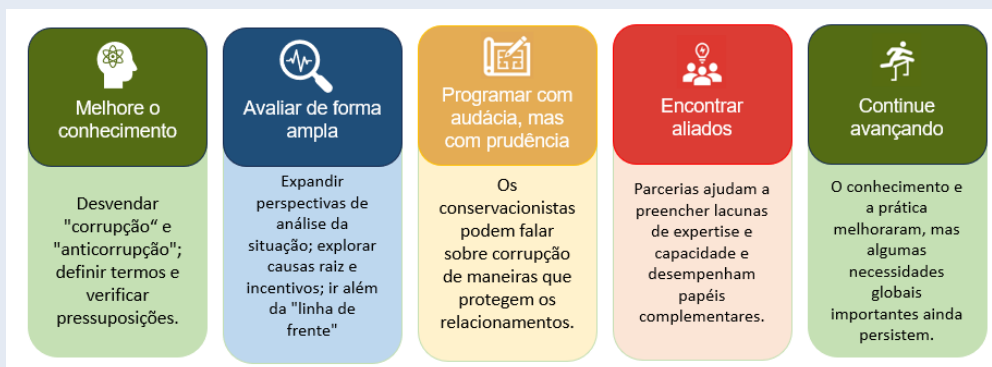 Melhore o
conhecimento
Desvendar
"corrupção“ e
"anticorrupção";
definir termos e
verificar
pressuposições.
Avaliar de forma
ampla
Expandir
perspectivas de
análise da
situação; explorar
causas raiz e
incentivos; ir além
da "linha de
frente"
Programar com
audácia, mas
com prudência
Os
conservacionistas
podem falar
sobre corrupção
de maneiras que
protegem os
relacionamentos.
Encontrar
aliados
Parcerias ajudam a
preencher lacunas
de expertise e
capacidade e
desempenham
papéis
complementares.
Continue
avançando
O conhecimento e
a prática
melhoraram, mas
algumas
necessidades
globais
importantes ainda
persistem.